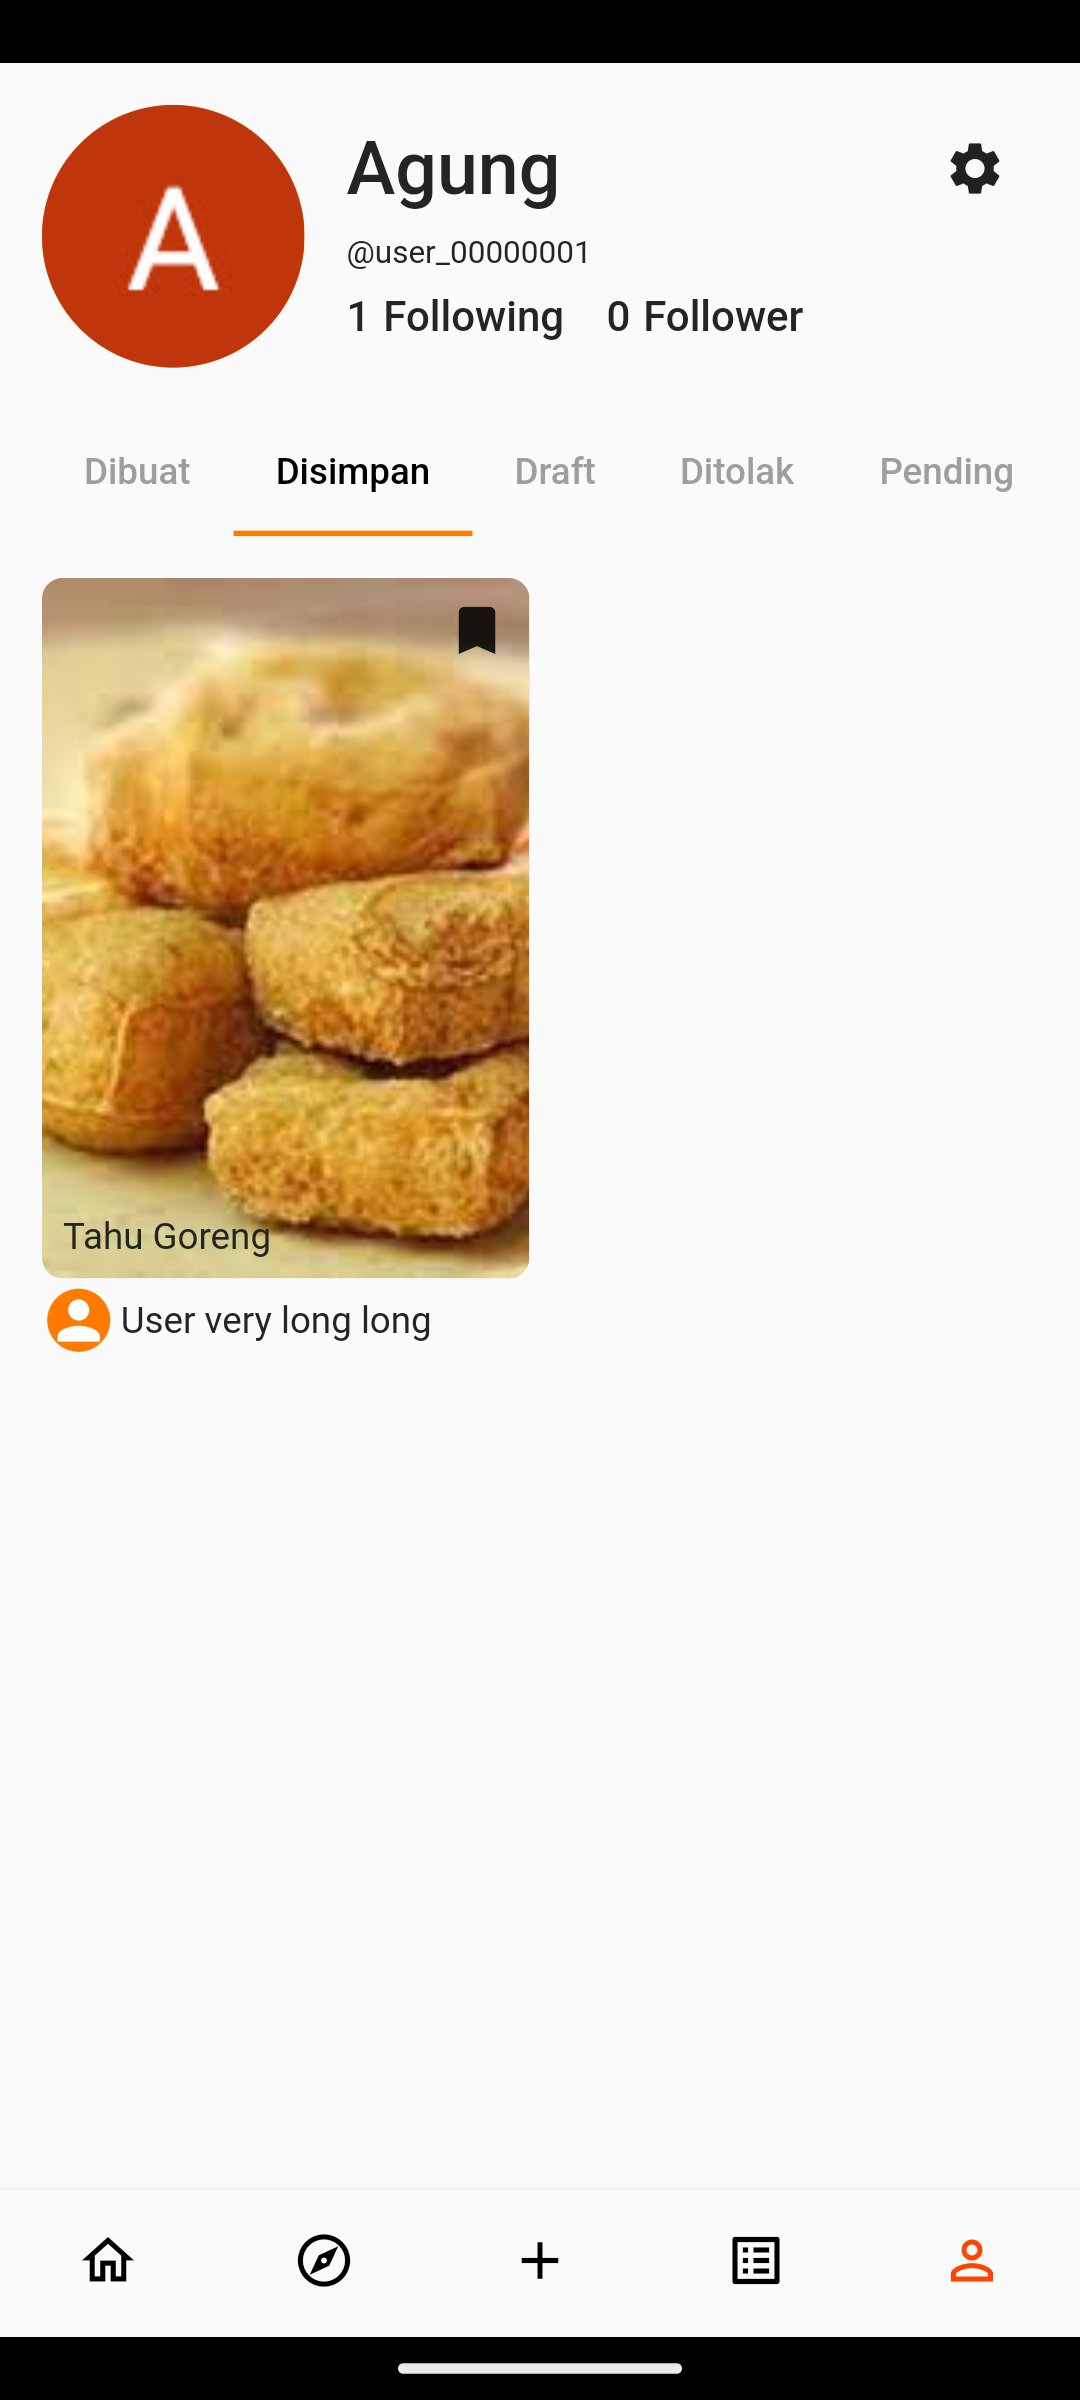 A
Agung
@user_00000001
1 Following 0 Follower
Dibuat Disimpan Draft Ditolak Pending
Tahu Goreng
User very long long